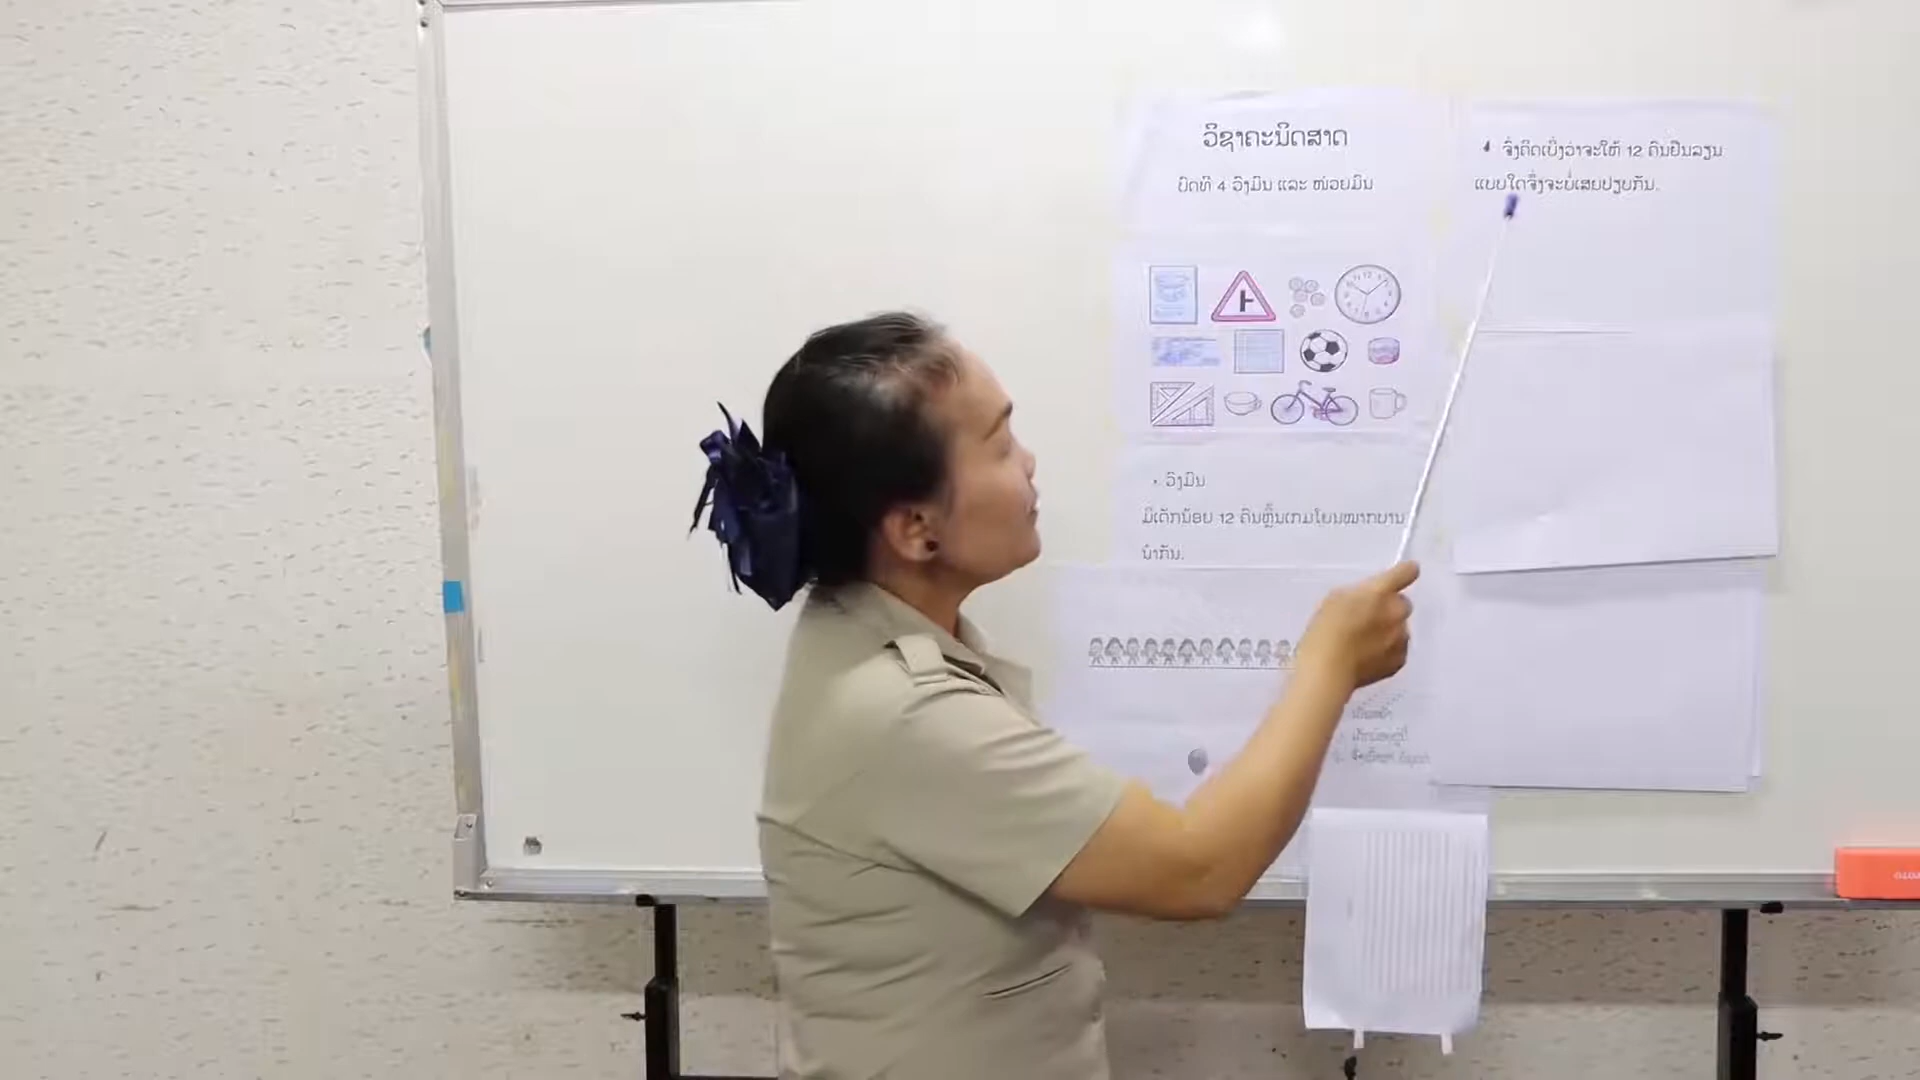 ວິຊາຄະນິດສາດ
ບົດທີ 4 ວົງມົນ ແລະ ໜ່ວຍມົນ
• ວົງມົນ
ມີເດັກນ້ອຍ 12 ຄົນຫຼິ້ນເກມໂຍນໝາກບານ
ນຳກັນ.
ຈົ່ງຄິດເບິ່ງວ່າຈະໃຫ້ 12 ຄົນຢືນລຽນ
ແບບໃດຈຶ່ງຈະບໍ່ເສຍປຽບກັນ.